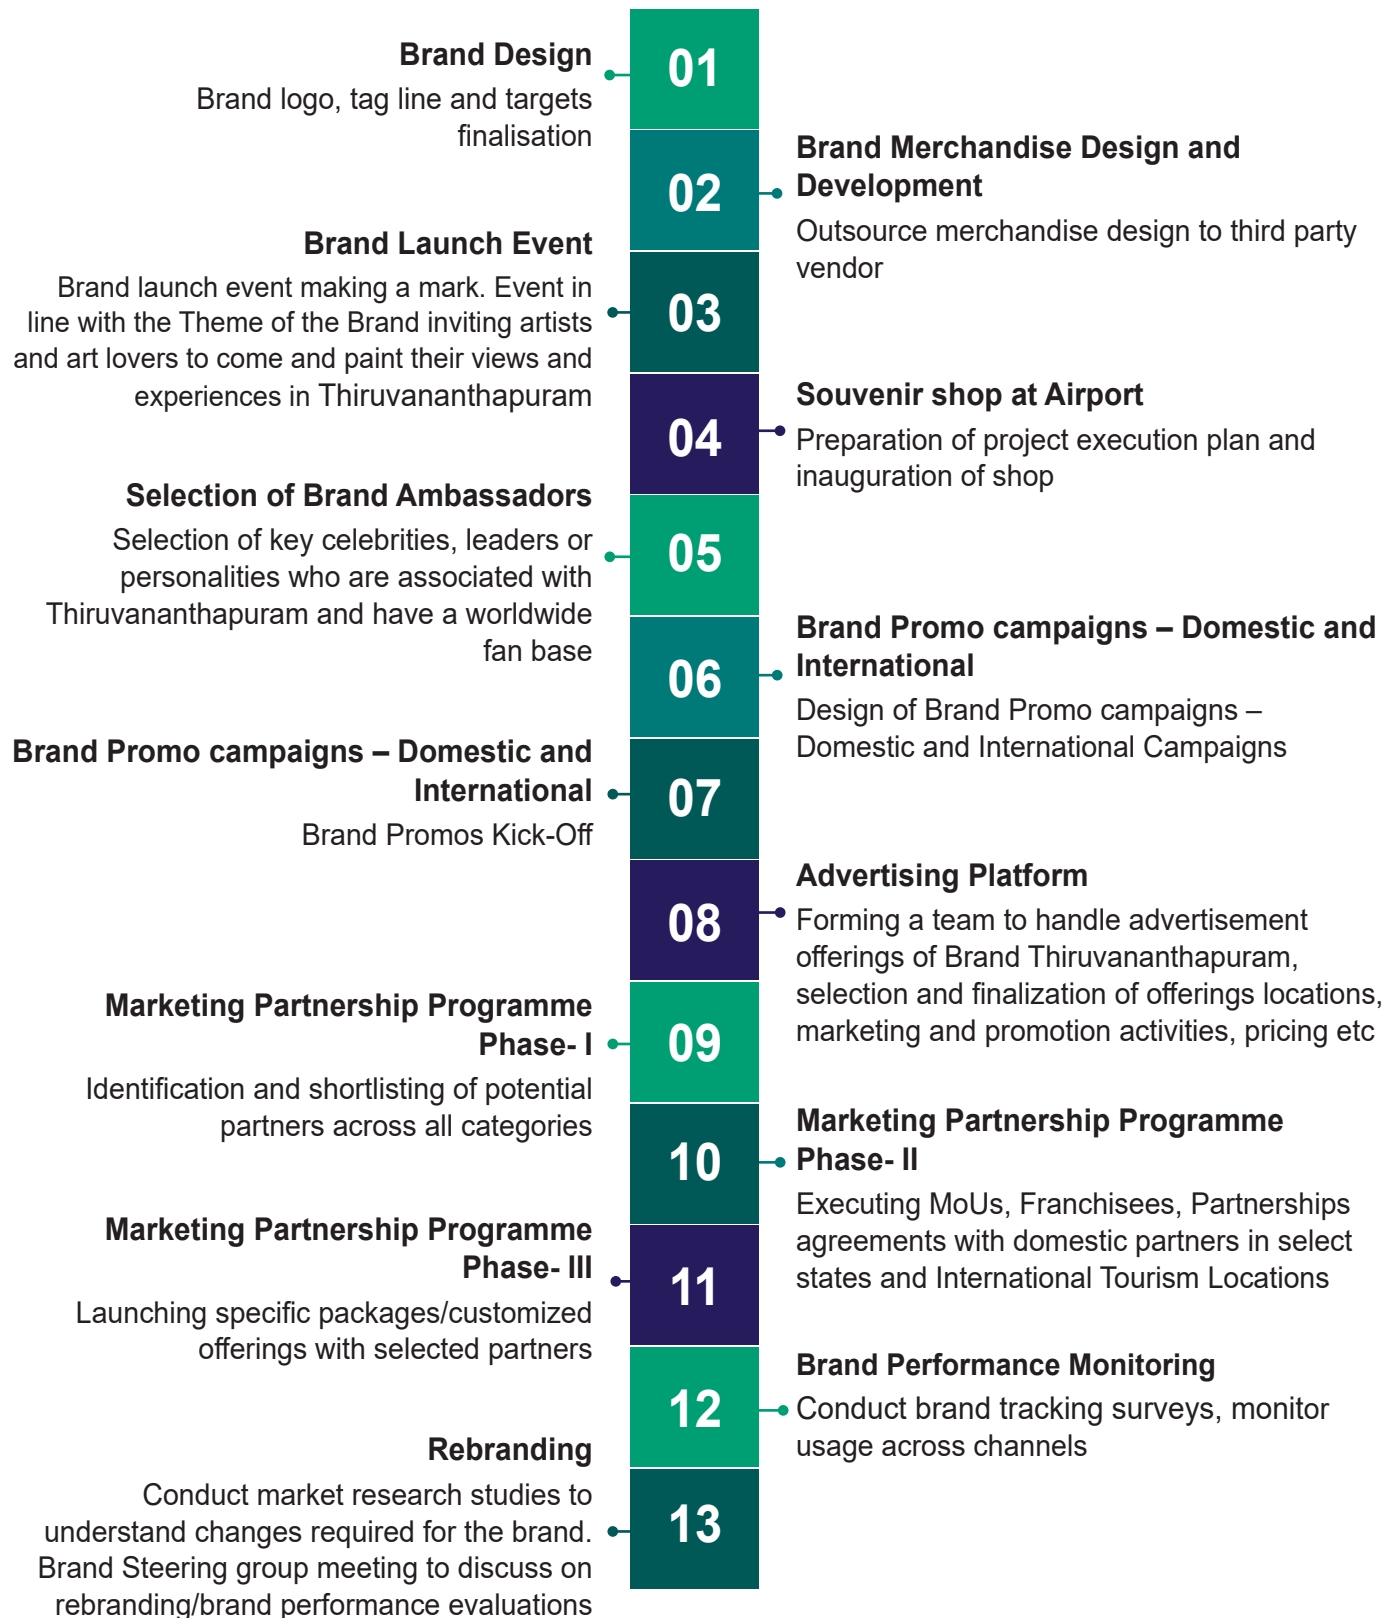 01
Brand Design
Brand logo, tag line and targets
finalisation
02
Brand Merchandise Design and
Development
Outsource merchandise design to third party
vendor
03
Brand Launch Event
Brand launch event making a mark. Event in
line with the Theme of the Brand inviting artists
and art lovers to come and paint their views and
experiences in Thiruvananthapuram
04
Souvenir shop at Airport
Preparation of project execution plan and
inauguration of shop
05
Selection of Brand Ambassadors
Selection of key celebrities, leaders or
personalities who are associated with
Thiruvananthapuram and have a worldwide
fan base
06
Brand Promo campaigns – Domestic and
International
Design of Brand Promo campaigns –
Domestic and International Campaigns
07
Brand Promo campaigns – Domestic and
International
Brand Promos Kick-Off
08
Advertising Platform
Forming a team to handle advertisement
offerings of Brand Thiruvananthapuram,
selection and finalization of offerings locations,
marketing and promotion activities, pricing etc
09
Marketing Partnership Programme
Phase- I
Identification and shortlisting of potential
partners across all categories
10
Marketing Partnership Programme
Phase- II
Executing MoUs, Franchisees, Partnerships
agreements with domestic partners in select
states and International Tourism Locations
11
Marketing Partnership Programme
Phase- III
Launching specific packages/customized
offerings with selected partners
12
Brand Performance Monitoring
Conduct brand tracking surveys, monitor
usage across channels
13
Rebranding
Conduct market research studies to
understand changes required for the brand.
Brand Steering group meeting to discuss on
rebranding/brand performance evaluations